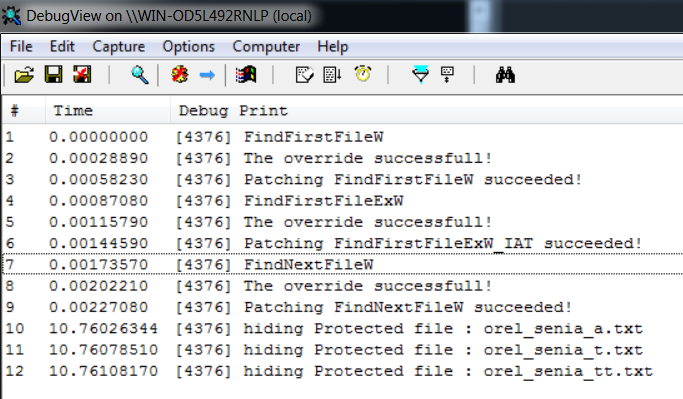 DebugView on \\WIN-OD5L492RNLP (local)
File Edit Capture Options Computer Help
# Time Debug Print
1 0.00000000 [4376] FindFirstFileW
2 0.00028890 [4376] The override successfull!
3 0.00058230 [4376] Patching FindFirstFileW succeeded!
4 0.00087080 [4376] FindFirstFileExW
5 0.00115790 [4376] The override successfull!
6 0.00144590 [4376] Patching FindFirstFileExW_IAT succeeded!
7 0.00173570 [4376] FindNextFileW
8 0.00202210 [4376] The override successfull!
9 0.00227080 [4376] Patching FindNextFileW succeeded!
10 10.76026344 [4376] hiding Protected file : orel_senia_a.txt
11 10.76078510 [4376] hiding Protected file : orel_senia_t.txt
12 10.76108170 [4376] hiding Protected file : orel_senia_tt.txt